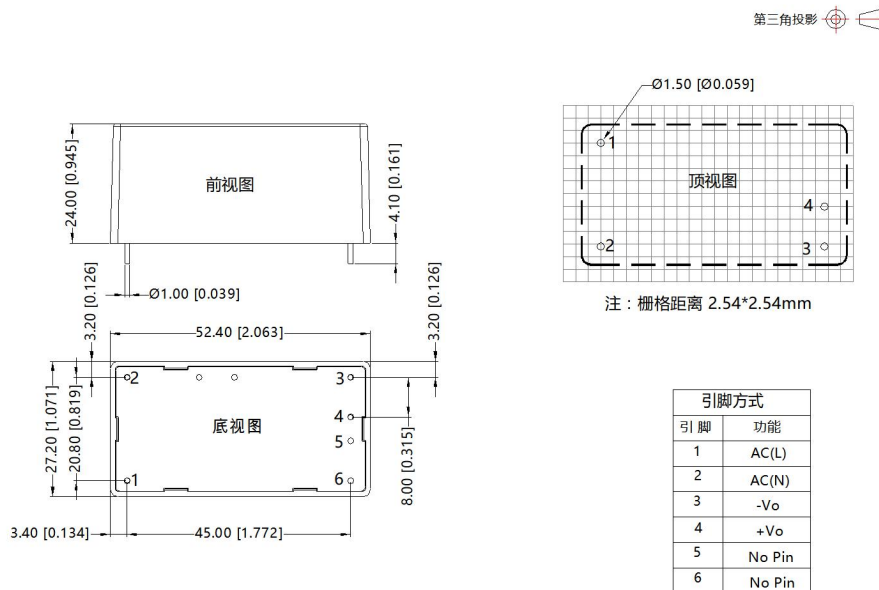 第三角投影
Ø1.50 [Ø0.059]
1
顶视图
4
2
3
注：栅格距离 2.54*2.54mm
24.00 [0.945]
前视图
4.10 [0.161]
Ø1.00 [0.039]
3.20 [0.126]
52.40 [2.063]
3.20 [0.126]
2
3
4
5
底视图
1
6
27.20 [1.071]
20.80 [0.819]
8.00 [0.315]
3.40 [0.134]
45.00 [1.772]
引脚方式
引 脚 功能
1 AC(L)
2 AC(N)
3 -Vo
4 +Vo
5 No Pin
6 No Pin